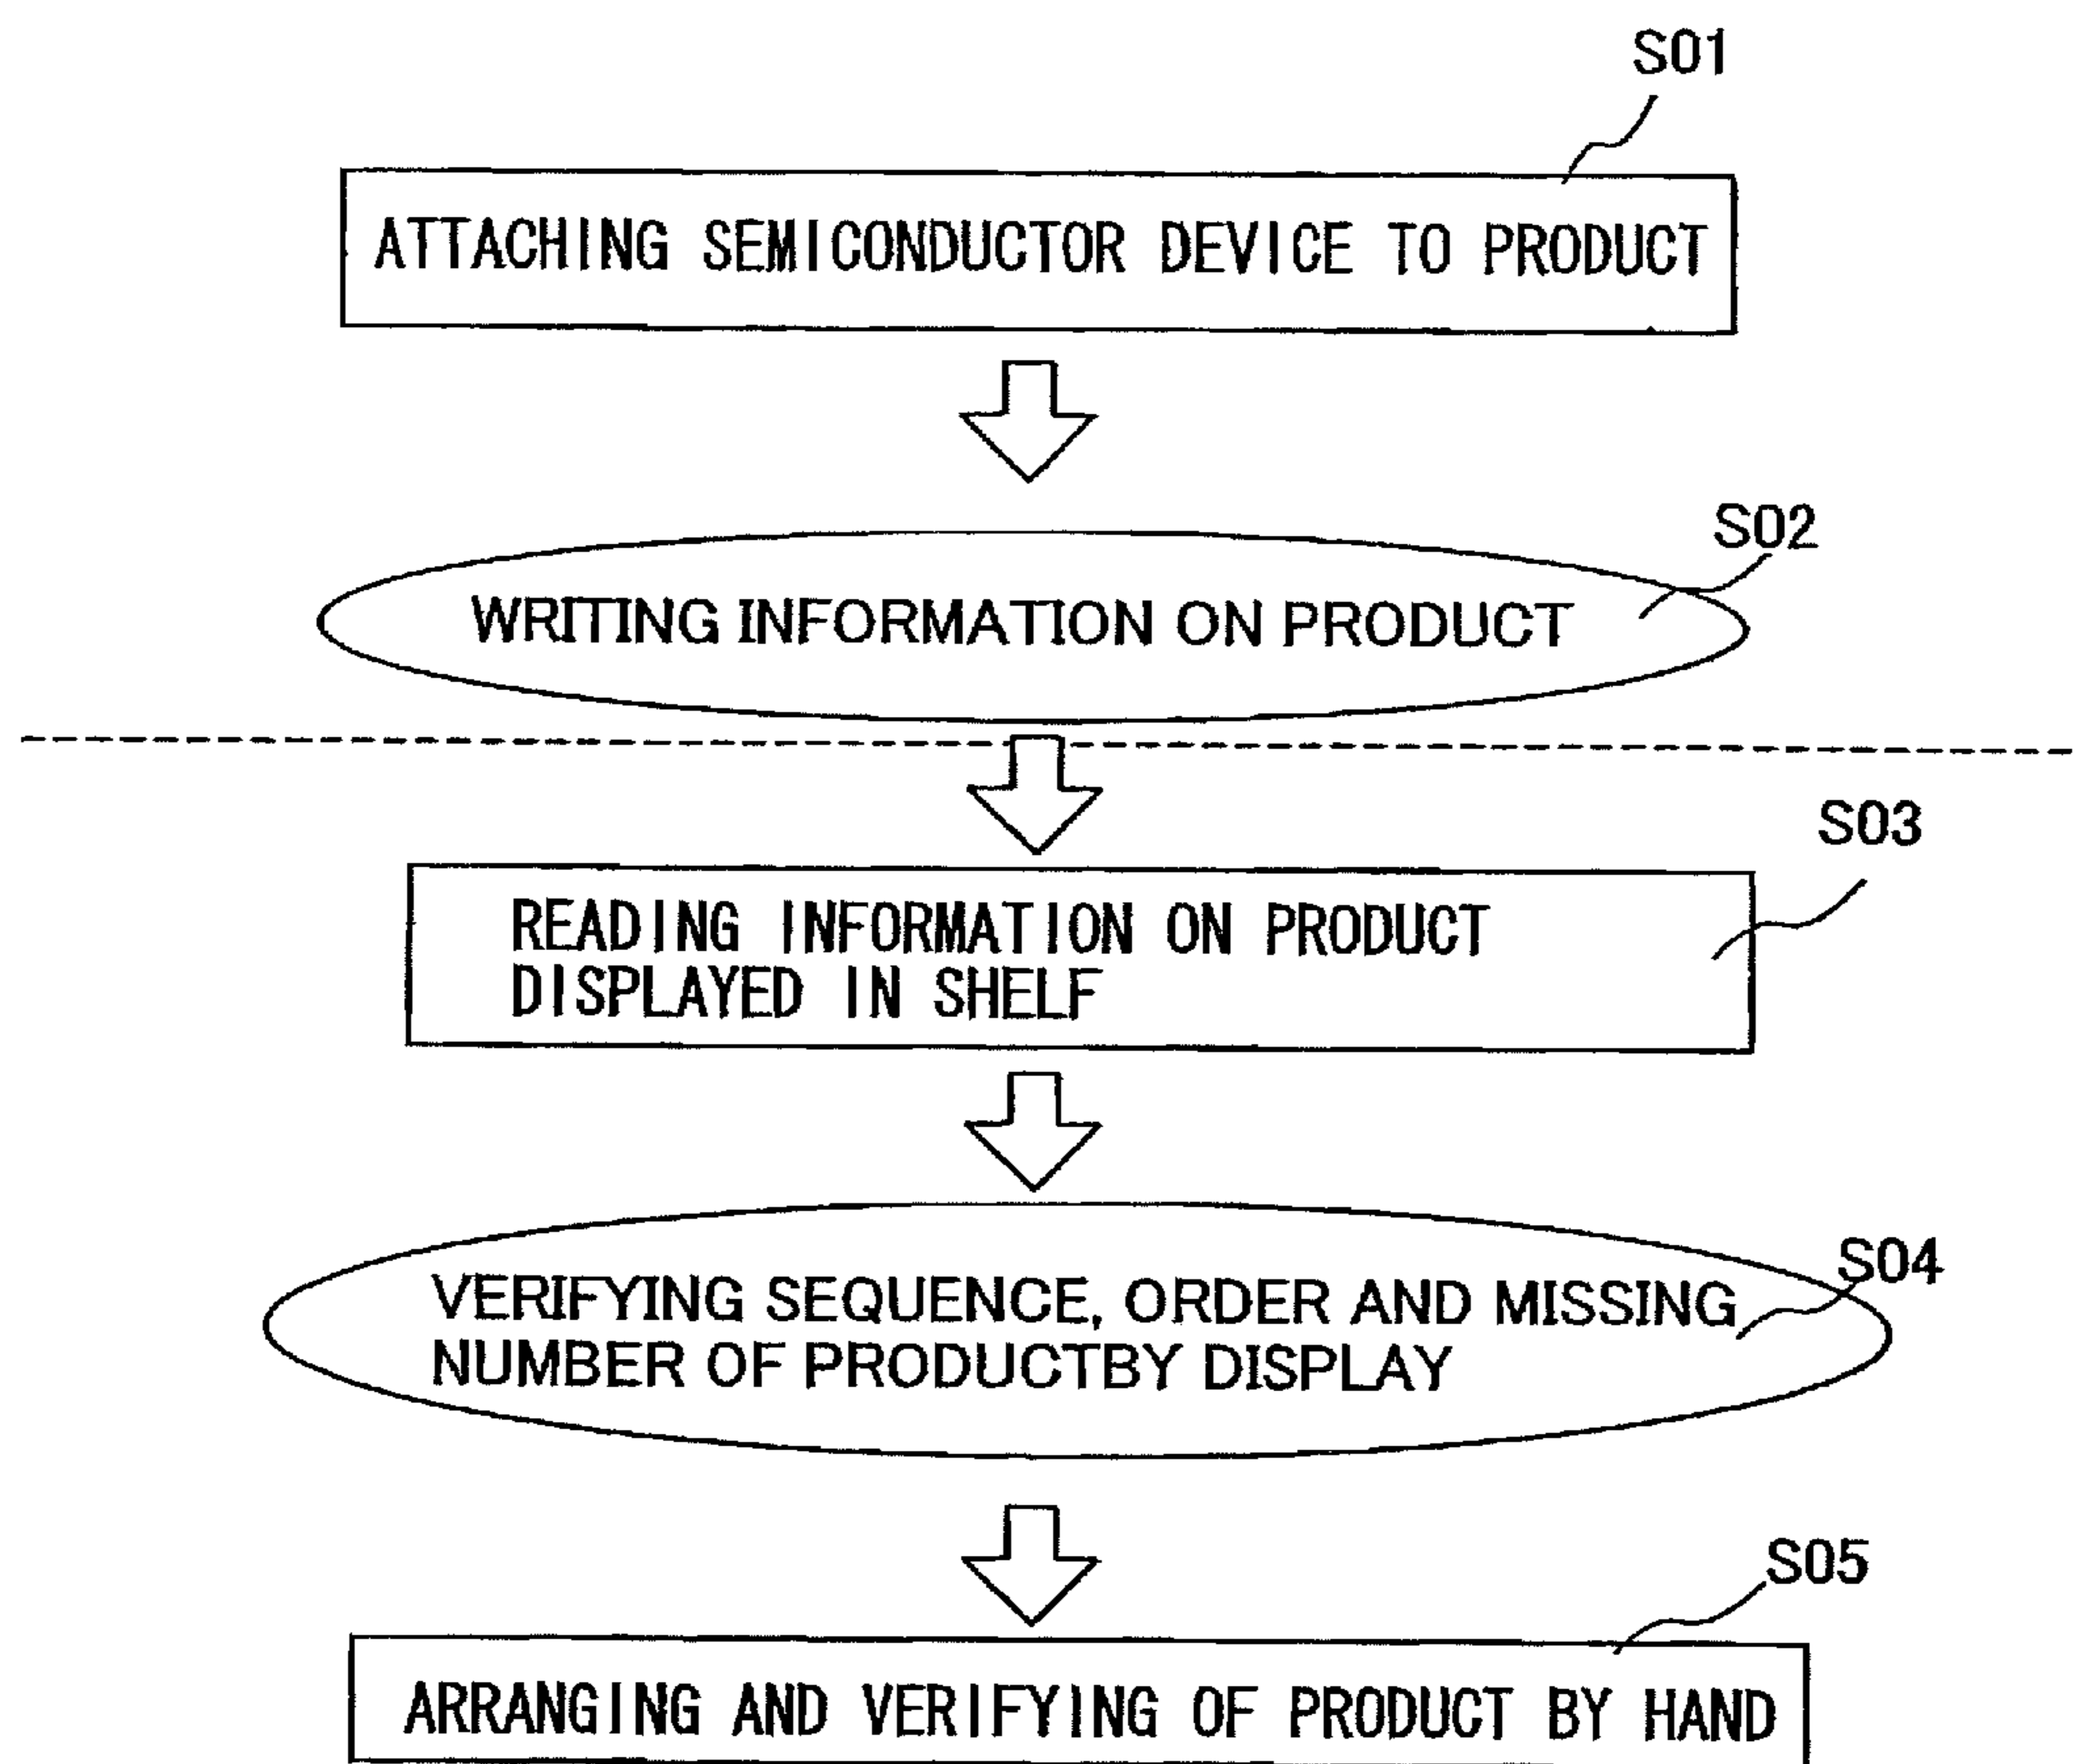 S01
ATTACHING SEMICONDUCTOR DEVICE TO PRODUCT
S02
WRITING INFORMATION ON PRODUCT
S03
READING INFORMATION ON PRODUCT
DISPLAYED IN SHELF
S04
VERIFYING SEQUENCE, ORDER AND MISSING
NUMBER OF PRODUCTBY DISPLAY
S05
ARRANGING AND VERIFYING OF PRODUCT BY HAND